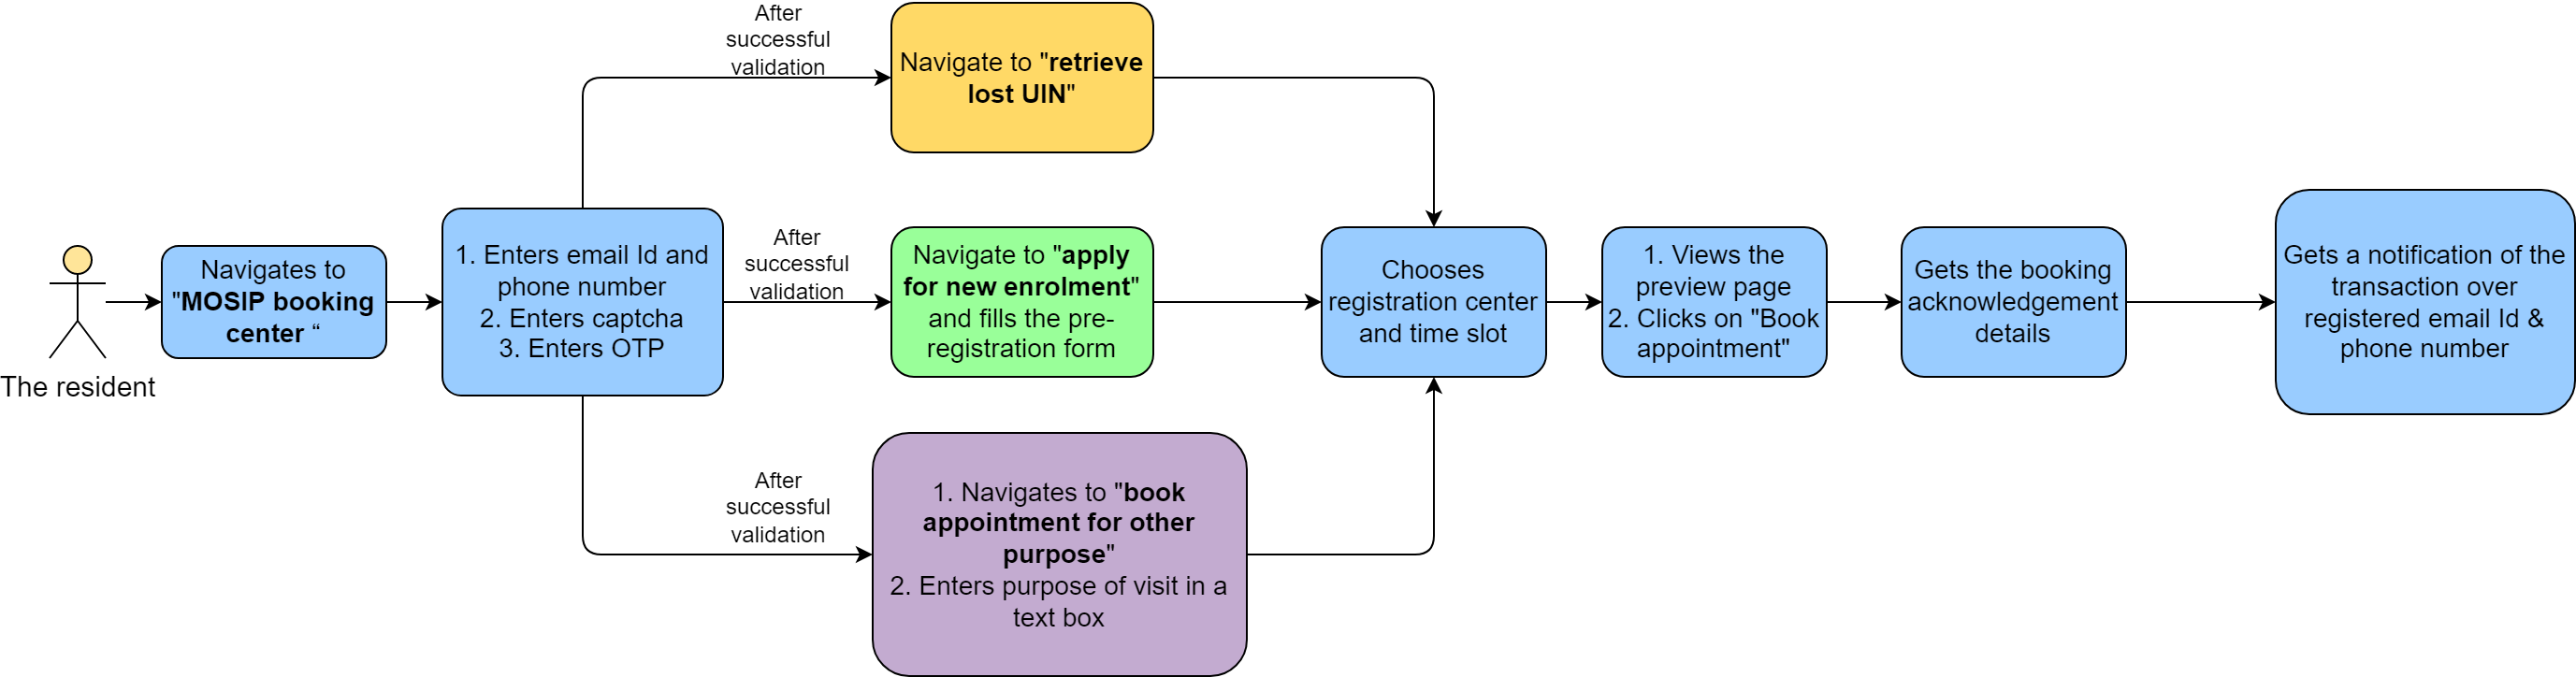 The resident
Navigates to
"MOSIP booking
center “
1. Enters email Id and
phone number
2. Enters captcha
3. Enters OTP
After
successful
validation
Navigate to "retrieve
lost UIN"
After
successful
validation
Navigate to "apply
for new enrolment"
and fills the pre-
registration form
After
successful
validation
1. Navigates to "book
appointment for other
purpose"
2. Enters purpose of visit in a
text box
Chooses
registration center
and time slot
1. Views the
preview page
2. Clicks on "Book
appointment"
Gets the booking
acknowledgement
details
Gets a notification of the
transaction over
registered email Id &
phone number